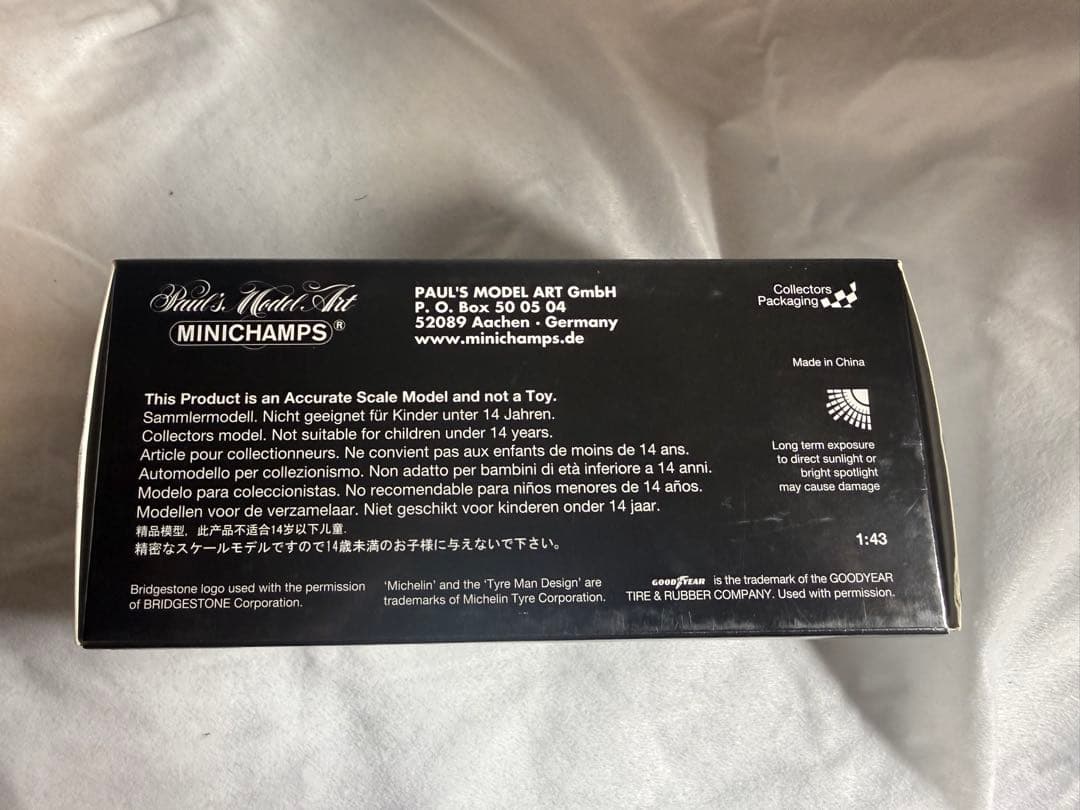 Paul's Model Art
MINICHAMPS®
PAUL'S MODEL ART GmbH
P. O. Box 50 05 04
52089 Aachen · Germany
www.minichamps.de
Collectors
Packaging
Made in China
This Product is an Accurate Scale Model and not a Toy.
Sammlermodell. Nicht geeignet für Kinder unter 14 Jahren.
Collectors model. Not suitable for children under 14 years.
Article pour collectionneurs. Ne convient pas aux enfants de moins de 14 ans.
Automodello per collezionismo. Non adatto per bambini di età inferiore a 14 anni.
Modelo para coleccionistas. No recomendable para niños menores de 14 años.
Modellen voor de verzamelaar. Niet geschikt voor kinderen onder 14 jaar.
精品模型, 此产品不适合14岁以下儿童.
精密なスケールモデルですので14歳未満のお子様に与えないで下さい。
Long term exposure
to direct sunlight or
bright spotlight
may cause damage
1:43
Bridgestone logo used with the permission
of BRIDGESTONE Corporation.
'Michelin' and the 'Tyre Man Design' are
trademarks of Michelin Tyre Corporation.
GOODYEAR is the trademark of the GOODYEAR
TIRE & RUBBER COMPANY. Used with permission.